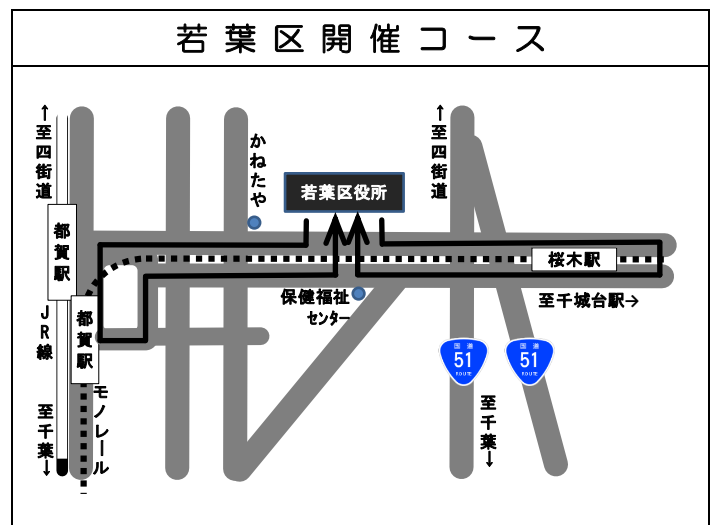 若葉区開催コース
↑至四街道
都賀駅
JR線
至千葉↓
都賀駅
モノレール
かねたや
若葉区役所
↑至四街道
桜木駅
保健福祉
センター
至千城台駅→
国道
51
ROUTE
国道
51
ROUTE
至千葉↓